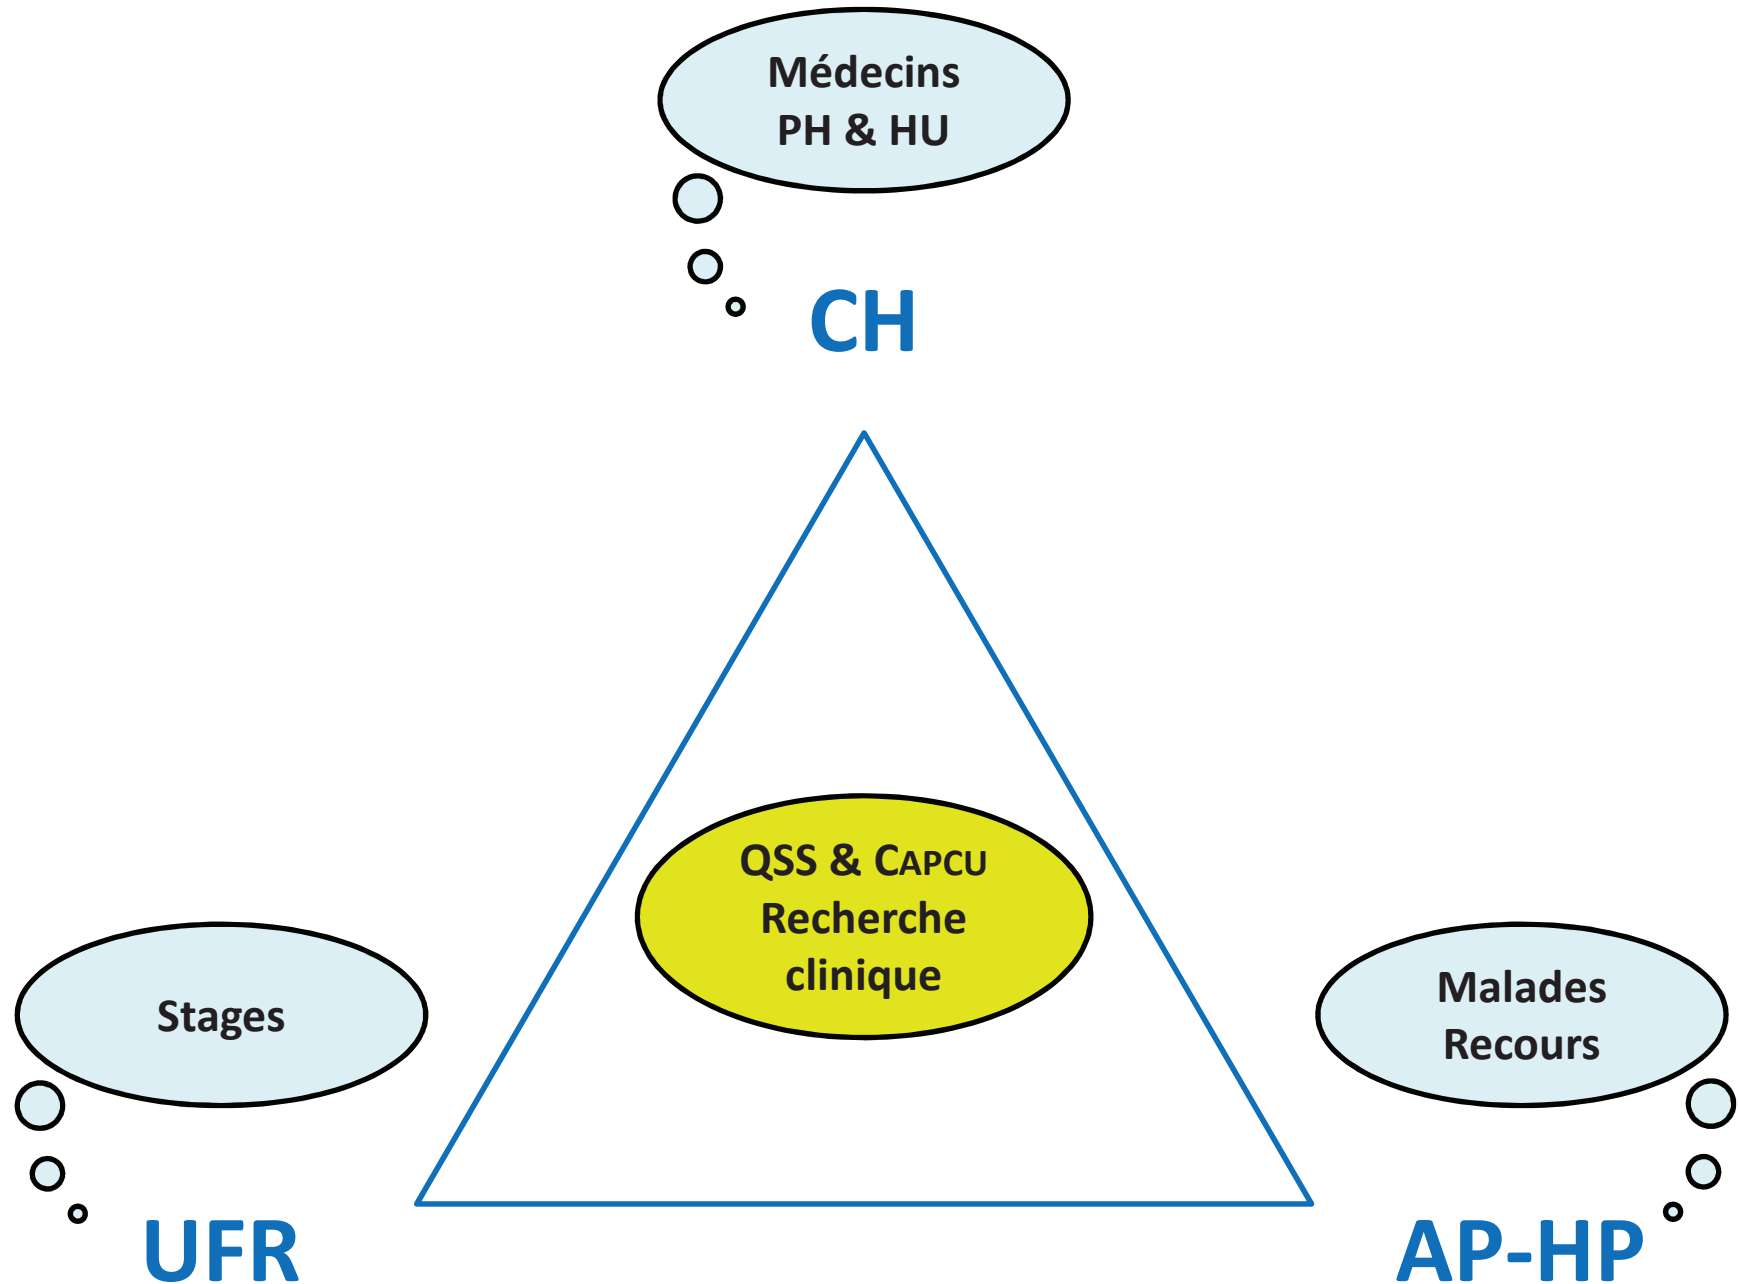 Médecins
PH & HU
CH
QSS & CAPCU
Recherche
clinique
Stages
Malades
Recours
UFR
AP-HP